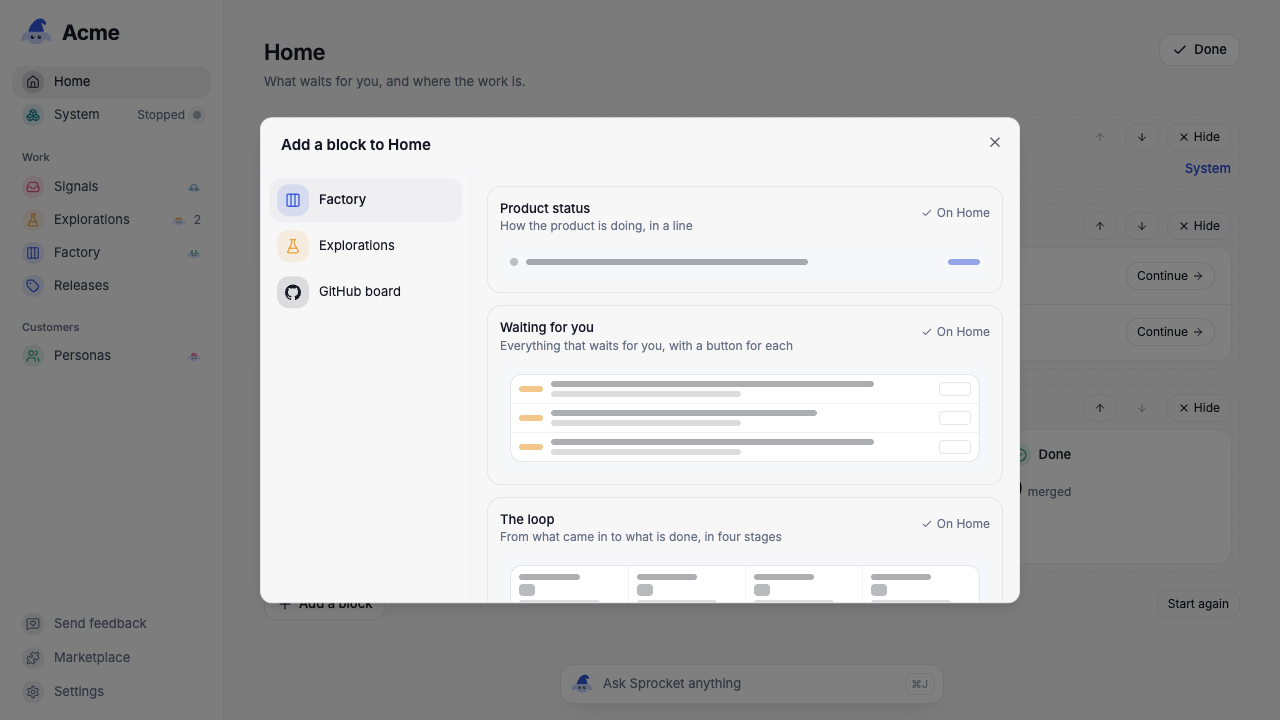 Acme
Home
System
Stopped
Work
Signals
Explorations
2
Factory
Releases
Customers
Personas
Send feedback
Marketplace
Settings
Home
What waits for you, and where the work is.
Done
Hide
System
Hide
Continue
Continue
Hide
Done
merged
Add a block
Start again
Ask Sprocket anything
⌘J
Add a block to Home
Factory
Explorations
GitHub board
Product status
How the product is doing, in a line
On Home
Waiting for you
Everything that waits for you, with a button for each
On Home
The loop
From what came in to what is done, in four stages
On Home